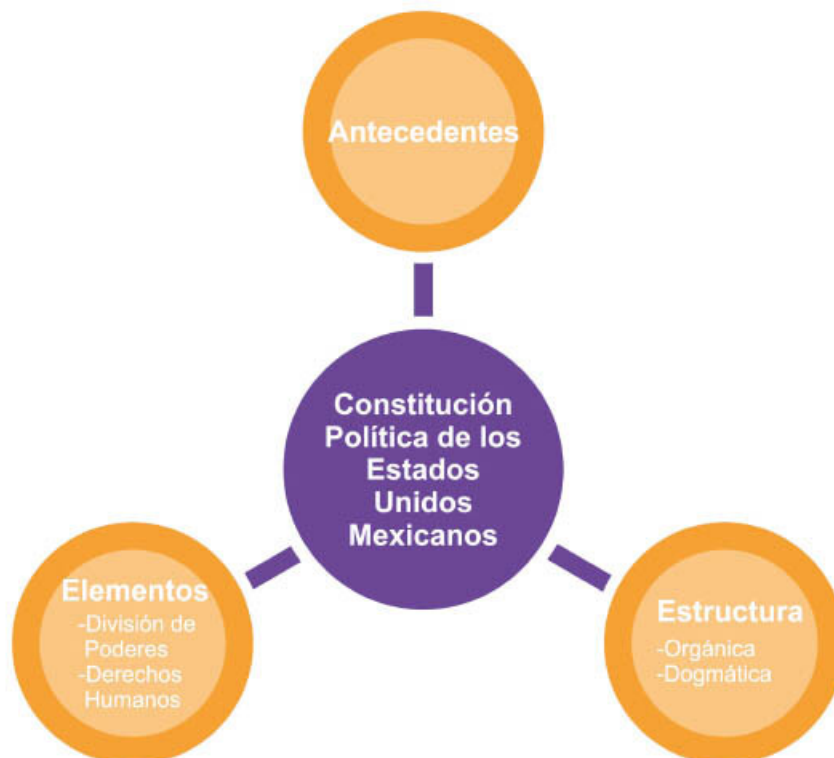 Antecedentes
Constitución
Política de los
Estados
Unidos
Mexicanos
Elementos
-División de
Poderes
-Derechos
Humanos
Estructura
-Orgánica
-Dogmática